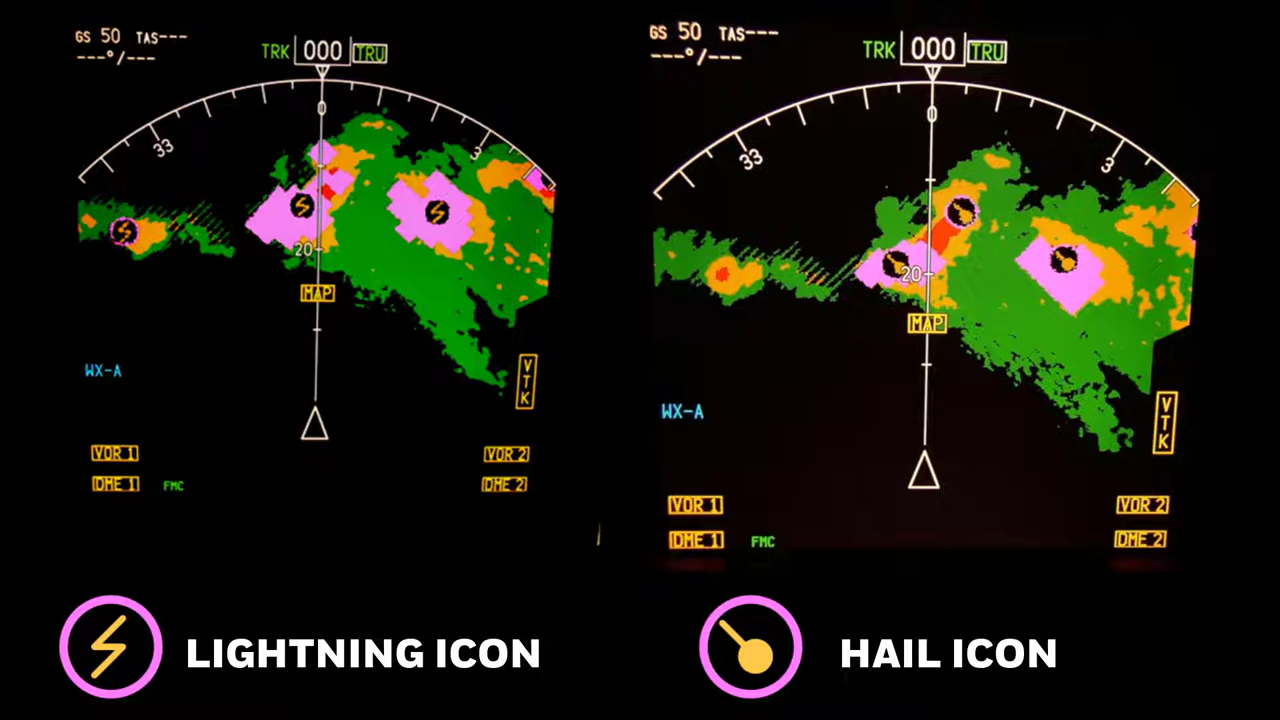 GS 50 TAS---
---°/---
TRK 000 TRU
0
33
3
20
MAP
WX-A
VTK
VOR 1
VOR 2
DME 1
FMC
DME 2
GS 50 TAS---
---°/---
TRK 000 TRU
0
33
3
20
MAP
WX-A
VTK
VOR 1
VOR 2
DME 1
FMC
DME 2
LIGHTNING ICON
HAIL ICON